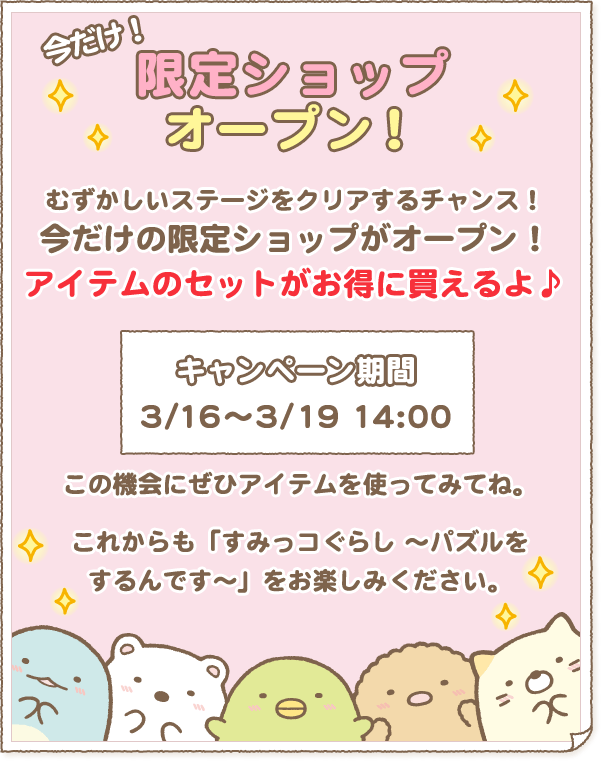 今だけ！
限定ショップ
オープン！
むずかしいステージをクリアするチャンス！
今だけの限定ショップがオープン！
アイテムのセットがお得に買えるよ♪
キャンペーン期間
3/16～3/19 14:00
この機会にぜひアイテムを使ってみてね。
これからも「すみっコぐらし ～パズルを
するんです～」をお楽しみください。